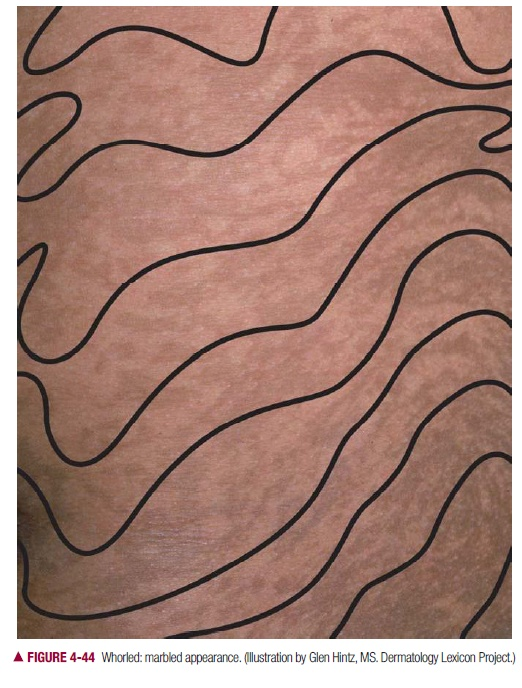 ▲ FIGURE 4-44 Whorled: marbled appearance. (Illustration by Glen Hintz, MS. Dermatology Lexicon Project.)